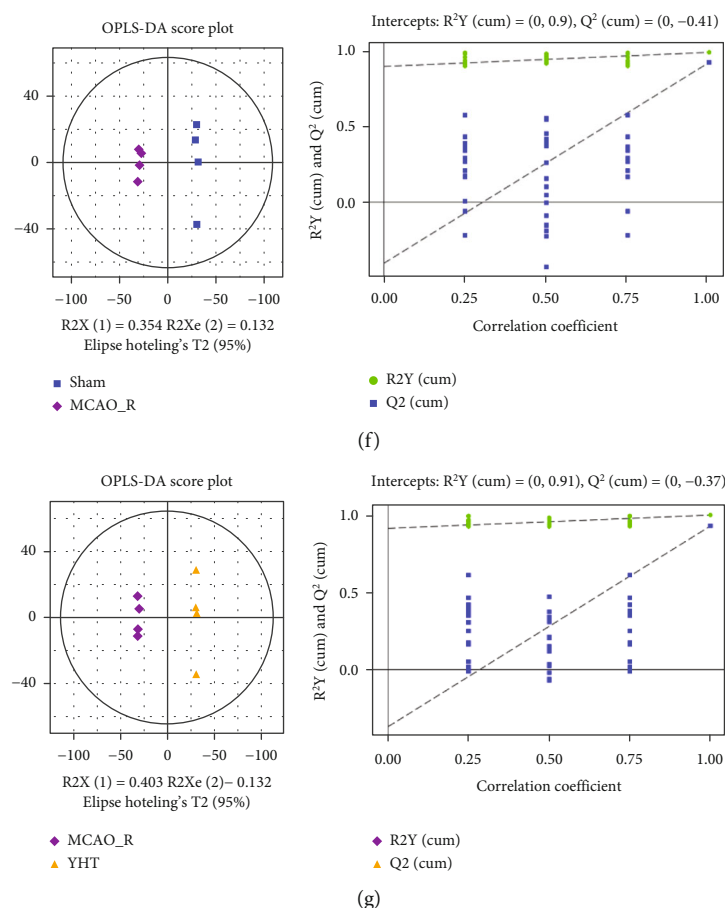 OPLS-DA score plot
40
0
−40
−100
−50
0
−50
−100
R2X (1) = 0.354 R2Xe (2) = 0.132
Elipse hoteling's T2 (95%)
Sham
MCAO_R
Intercepts: R²Y (cum) = (0, 0.9), Q² (cum) = (0, −0.41)
R²Y (cum) and Q² (cum)
1.0
0.5
0.0
0.00
0.25
0.50
0.75
1.00
Correlation coefficient
R2Y (cum)
Q2 (cum)
(f)
OPLS-DA score plot
40
0
−40
−100
−50
0
−50
−100
R2X (1) = 0.403 R2Xe (2)− 0.132
Elipse hoteling's T2 (95%)
MCAO_R
YHT
Intercepts: R²Y (cum) = (0, 0.91), Q² (cum) = (0, −0.37)
R²Y (cum) and Q² (cum)
1.0
0.5
0.0
0.00
0.25
0.50
0.75
1.00
Correlation coefficient
R2Y (cum)
Q2 (cum)
(g)